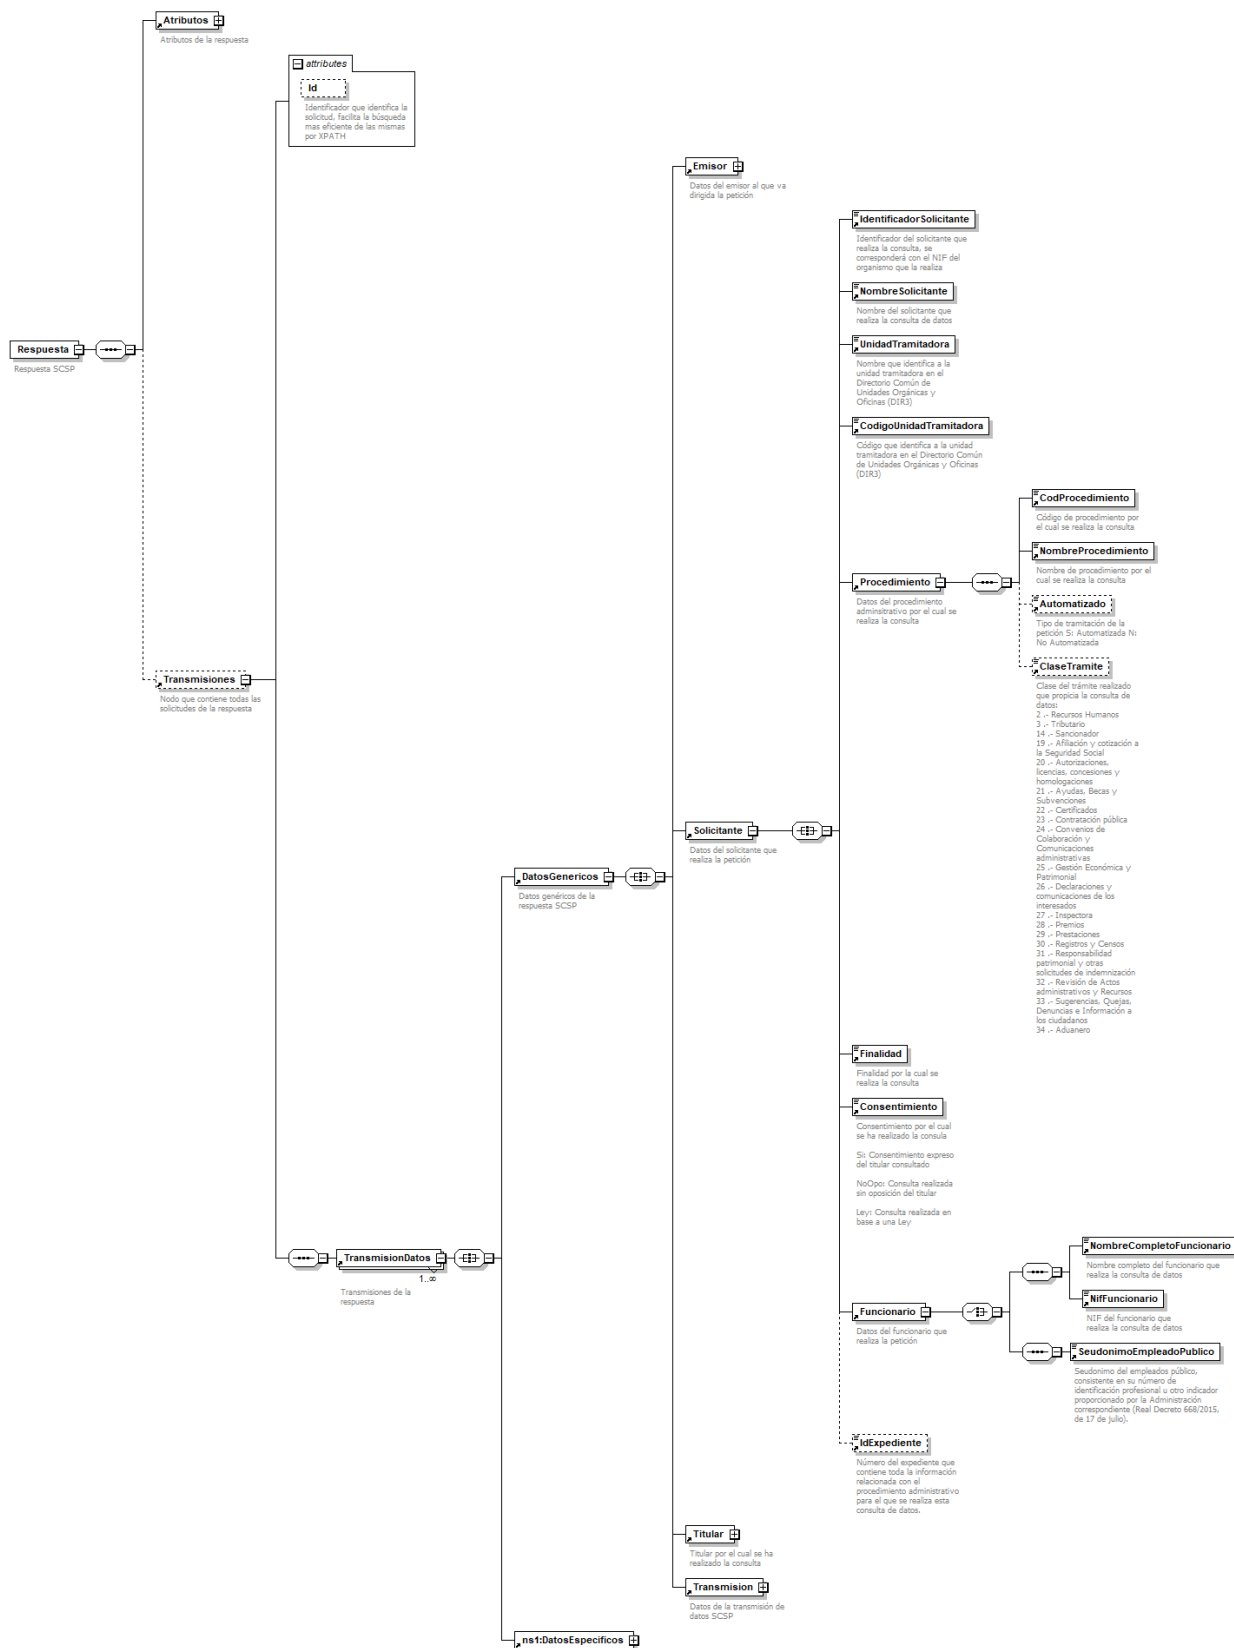 Atributos
Atributos de la respuesta
attributes
Id
Identificador que identifica la
solicitud, facilita la búsqueda
mas eficiente de las mismas
por XPATH
Emisor
Datos del emisor al que va
dirigida la petición
IdentificadorSolicitante
Identificador del solicitante que
realiza la consulta, se
corresponderá con el NIF del
organismo que la realiza
NombreSolicitante
Nombre del solicitante que
realiza la consulta de datos
Respuesta
Respuesta SCSP
UnidadTramitadora
Nombre que identifica a la
unidad tramitadora en el
Directorio Común de
Unidades Orgánicas y
Oficinas (DIR3)
CodigoUnidadTramitadora
Código que identifica a la unidad
tramitadora en el Directorio Común
de Unidades Orgánicas y Oficinas
(DIR3)
CodProcedimiento
Código de procedimiento por
el cual se realiza la consulta
NombreProcedimiento
Nombre de procedimiento por el
cual se realiza la consulta
Procedimiento
Datos del procedimiento
adminsitrativo por el cual se
realiza la consulta
Automatizado
Tipo de tramitación de la
petición S: Automatizada N:
No Automatizada
ClaseTramite
Clase del trámite realizado
que propicia la consulta de
datos:
2 .- Recursos Humanos
3 .- Tributario
14 .- Sancionador
19 .- Afiliación y cotización a
la Seguridad Social
20 .- Autorizaciones,
licencias, concesiones y
homologaciones
21 .- Ayudas, Becas y
Subvenciones
22 .- Certificados
23 .- Contratación pública
24 .- Convenios de
Colaboración y
Comunicaciones
administrativas
25 .- Gestión Económica y
Patrimonial
26 .- Declaraciones y
comunicaciones de los
interesados
27 .- Inspectora
28 .- Premios
29 .- Prestaciones
30 .- Registros y Censos
31 .- Responsabilidad
patrimonial y otras
solicitudes de indemnización
32 .- Revisión de Actos
administrativos y Recursos
33 .- Sugerencias, Quejas,
Denuncias e Información a
los ciudadanos
34 .- Aduanero
Transmisiones
Nodo que contiene todas las
solicitudes de la respuesta
Solicitante
Datos del solicitante que
realiza la petición
DatosGenericos
Datos genéricos de la
respuesta SCSP
Finalidad
Finalidad por la cual se
realiza la consulta
Consentimiento
Consentimiento por el cual
se ha realizado la consula
Si: Consentimiento expreso
del titular consultado
NoOpo: Consulta realizada
sin oposición del titular
Ley: Consulta realizada en
base a una Ley
TransmisionDatos
1..∞
Transmisiones de la
respuesta
NombreCompletoFuncionario
Nombre completo del funcionario que
realiza la consulta de datos
NifFuncionario
NIF del funcionario que
realiza la consulta de datos
Funcionario
Datos del funcionario que
realiza la petición
SeudonimoEmpleadoPublico
Seudonimo del empleados público,
consistente en su número de
identificación profesional u otro indicador
proporcionado por la Administración
correspondiente (Real Decreto 668/2015,
de 17 de julio).
IdExpediente
Número del expediente que
contiene toda la información
relacionada con el
procedimiento administrativo
para el que se realiza esta
consulta de datos.
Titular
Titular por el cual se ha
realizado la consulta
Transmision
Datos de la transmisión de
datos SCSP
ns1:DatosEspecificos